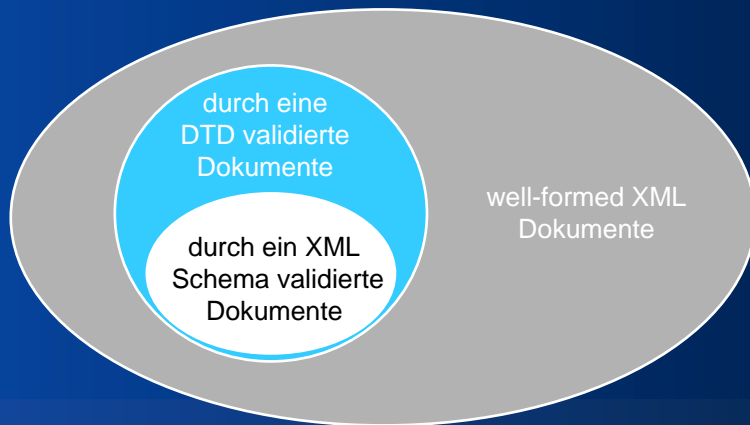 durch eine
DTD validierte
Dokumente
well-formed XML
Dokumente
durch ein XML
Schema validierte
Dokumente